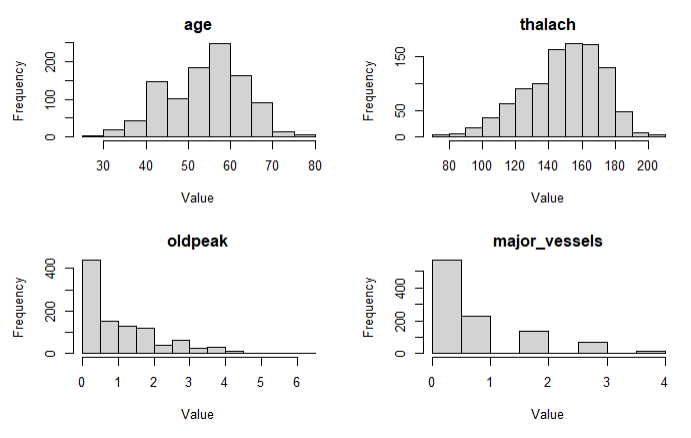 age
Frequency
0
100
200
30 40 50 60 70 80
Value
thalach
Frequency
0
50
150
80 100 120 140 160 180 200
Value
oldpeak
Frequency
0
200
400
0 1 2 3 4 5 6
Value
major_vessels
Frequency
0
200
400
0 1 2 3 4
Value